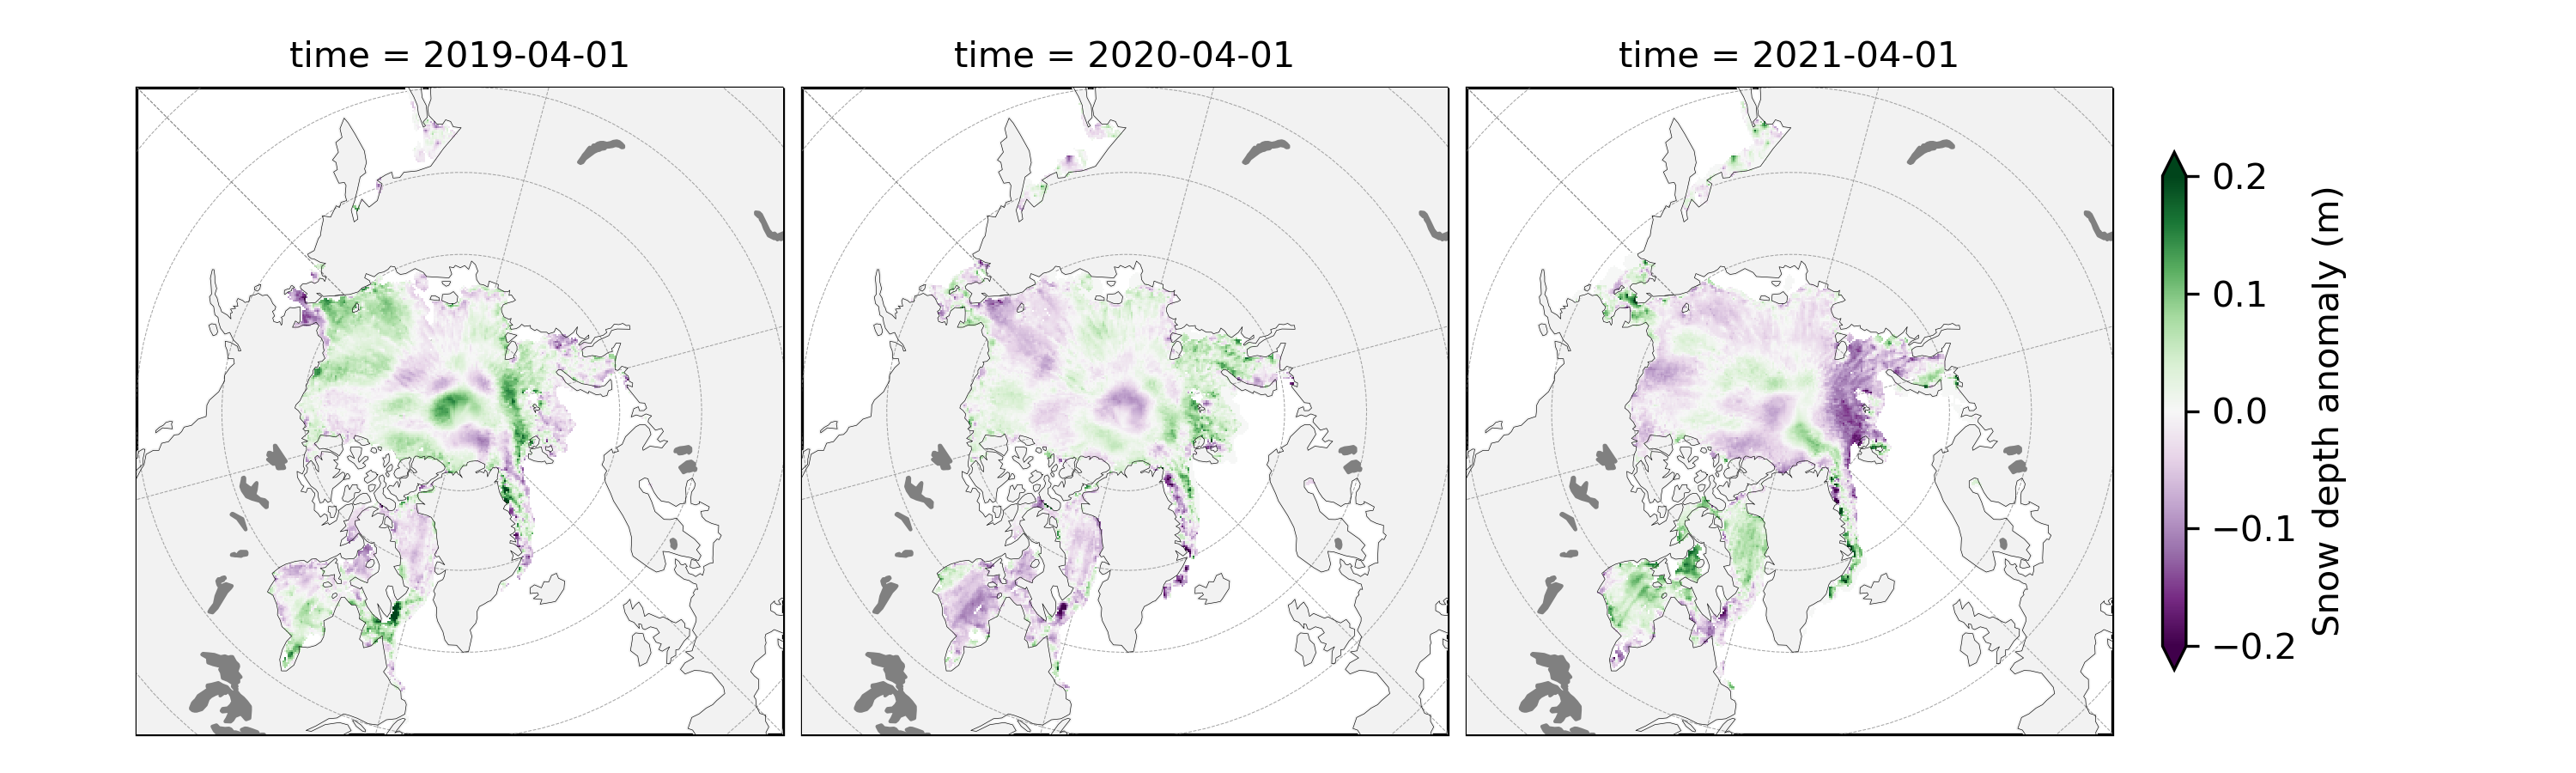 time = 2019-04-01
time = 2020-04-01
time = 2021-04-01
0.2
0.1
0.0
−0.1
−0.2
Snow depth anomaly (m)